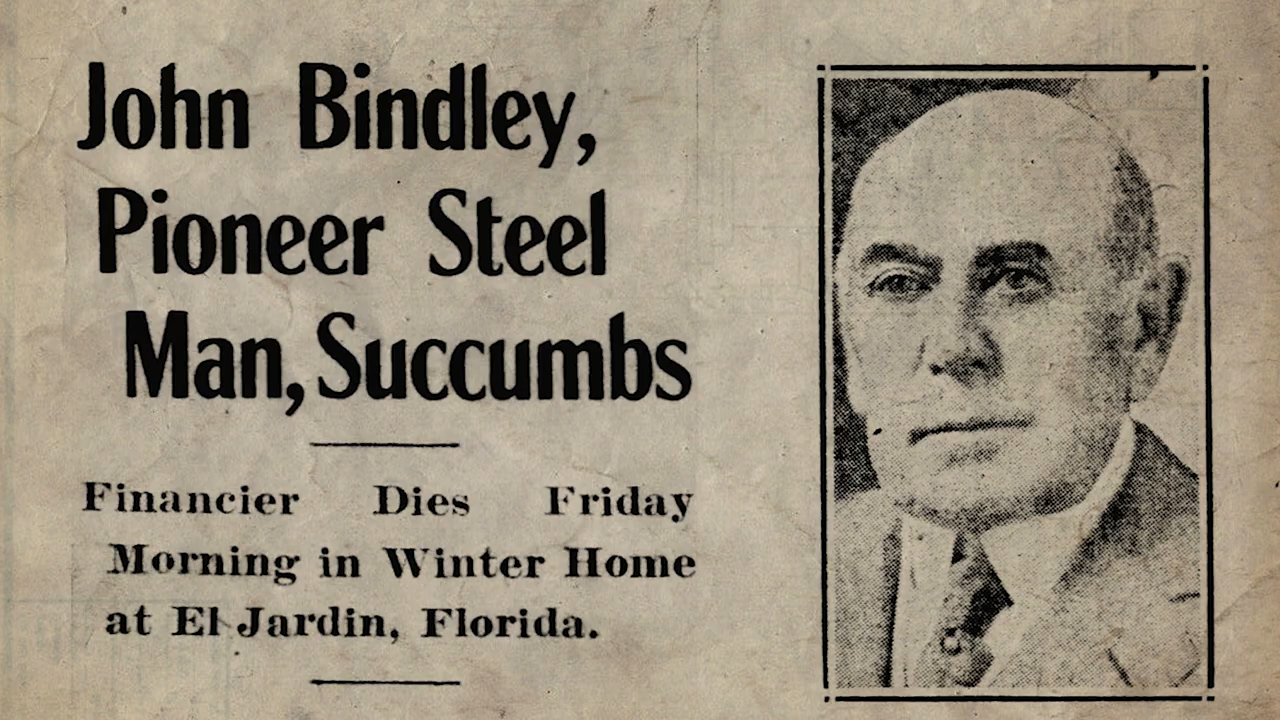 John Bindley,
Pioneer Steel
Man, Succumbs
Financier Dies Friday
Morning in Winter Home
at El Jardin, Florida.